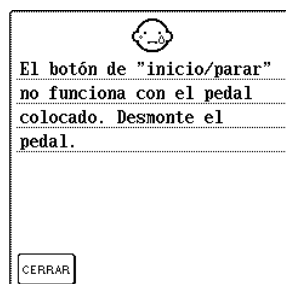 El botón de "inicio/parar"
no funciona con el pedal
colocado. Desmonte el
pedal.
CERRAR